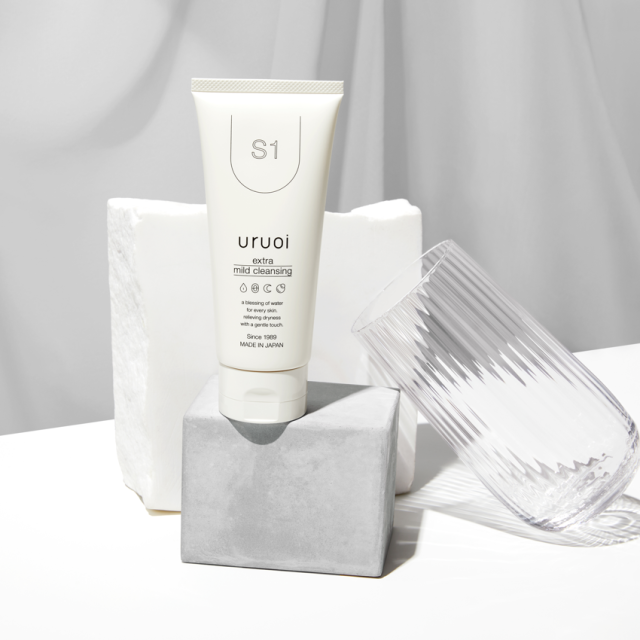 S1
uruoi
extra
mild cleansing
a blessing of water
for every skin.
relieving dryness
with a gentle touch.
Since 1989
MADE IN JAPAN